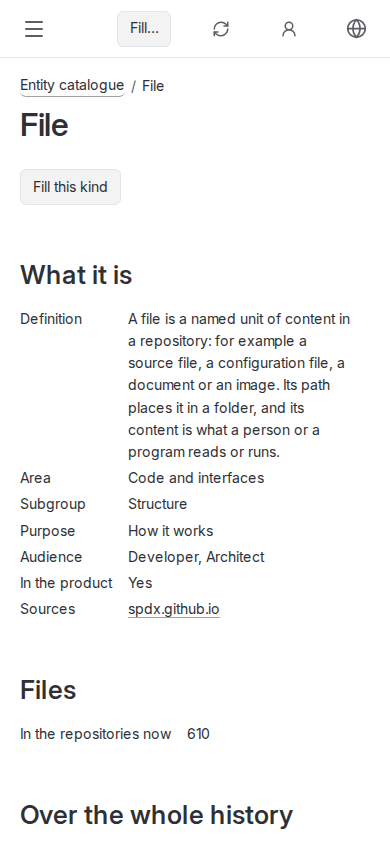 Fill...
Entity catalogue / File
File
Fill this kind
What it is
Definition A file is a named unit of content in
a repository: for example a
source file, a configuration file, a
document or an image. Its path
places it in a folder, and its
content is what a person or a
program reads or runs.
Area Code and interfaces
Subgroup Structure
Purpose How it works
Audience Developer, Architect
In the product Yes
Sources spdx.github.io
Files
In the repositories now 610
Over the whole history